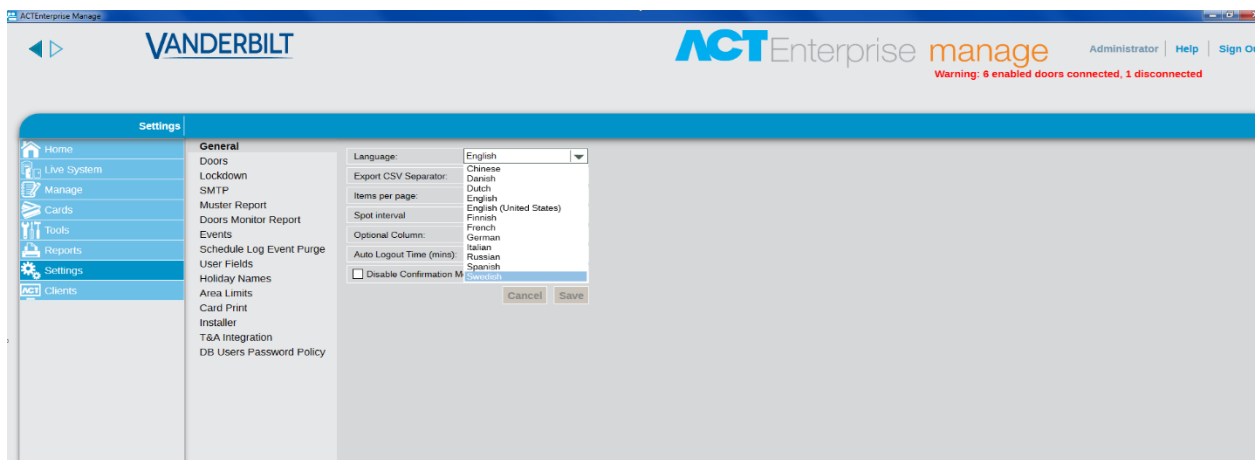 ACTEnterprise Manage
VANDERBILT
ACTEnterprise manage
Administrator | Help | Sign
Warning: 6 enabled doors connected, 1 disconnected
Settings
Home
Live System
Manage
Cards
Tools
Reports
Settings
ACT Clients
General
Doors
Lockdown
SMTP
Muster Report
Doors Monitor Report
Events
Schedule Log Event Purge
User Fields
Holiday Names
Area Limits
Card Print
Installer
T&A Integration
DB Users Password Policy
Language: English
Export CSV Separator:
Items per page:
Spot interval
Optional Column:
Auto Logout Time (mins):
Disable Confirmation M
Chinese
Danish
Dutch
English
English (United States)
Finnish
French
German
Italian
Russian
Spanish
Swedish
Cancel Save